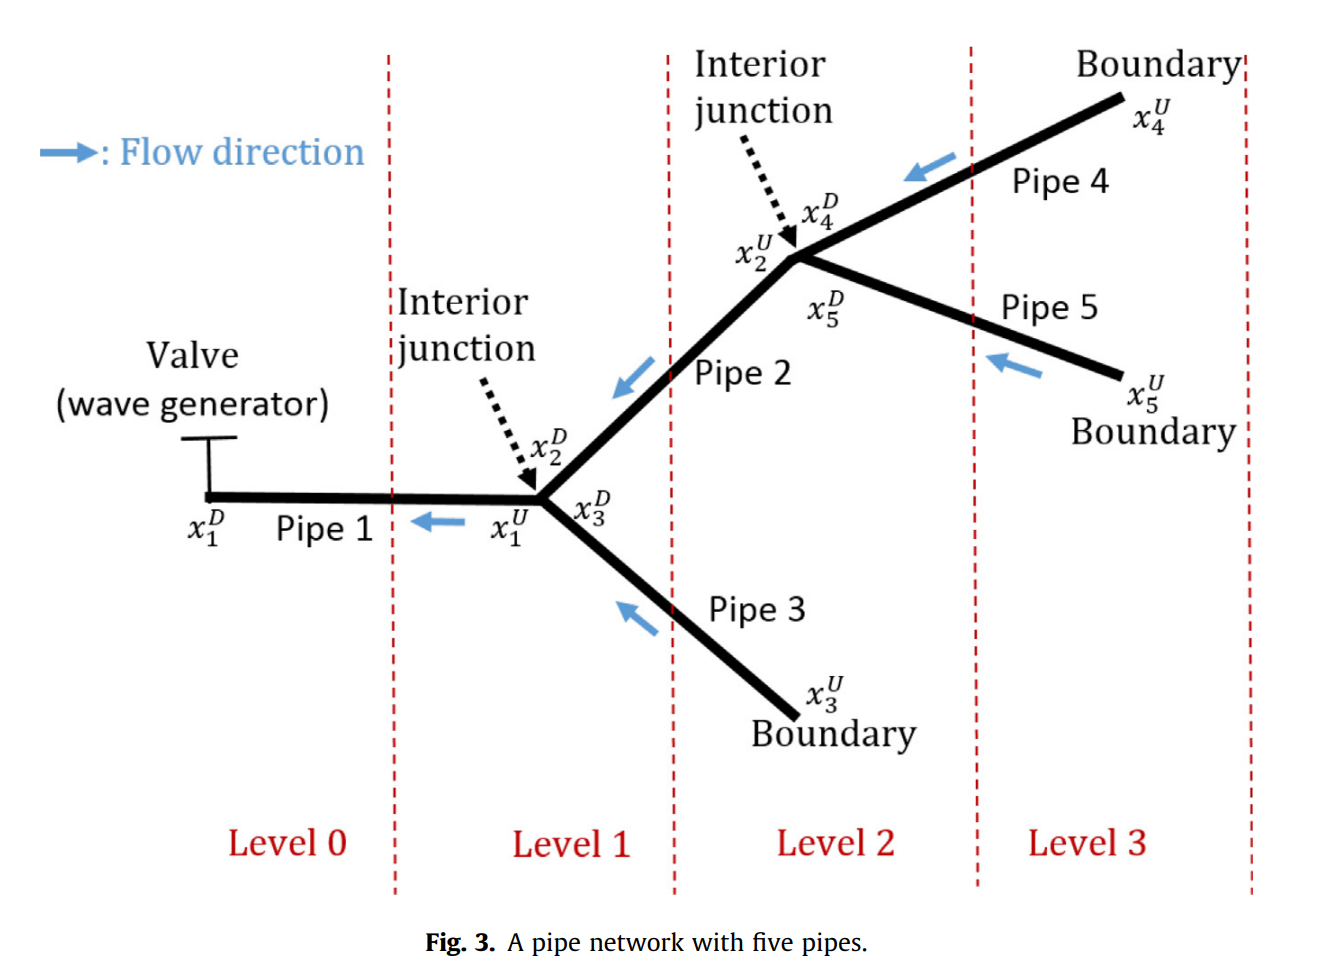 Interior
junction
Boundary
x_4^U
: Flow direction
Pipe 4
x_4^D
x_2^U
x_5^D
Pipe 5
Interior
junction
Valve
(wave generator)
Pipe 2
x_5^U
Boundary
x_2^D
x_3^D
x_1^D
Pipe 1
x_1^U
Pipe 3
x_3^U
Boundary
Level 0
Level 1
Level 2
Level 3
Fig. 3. A pipe network with five pipes.